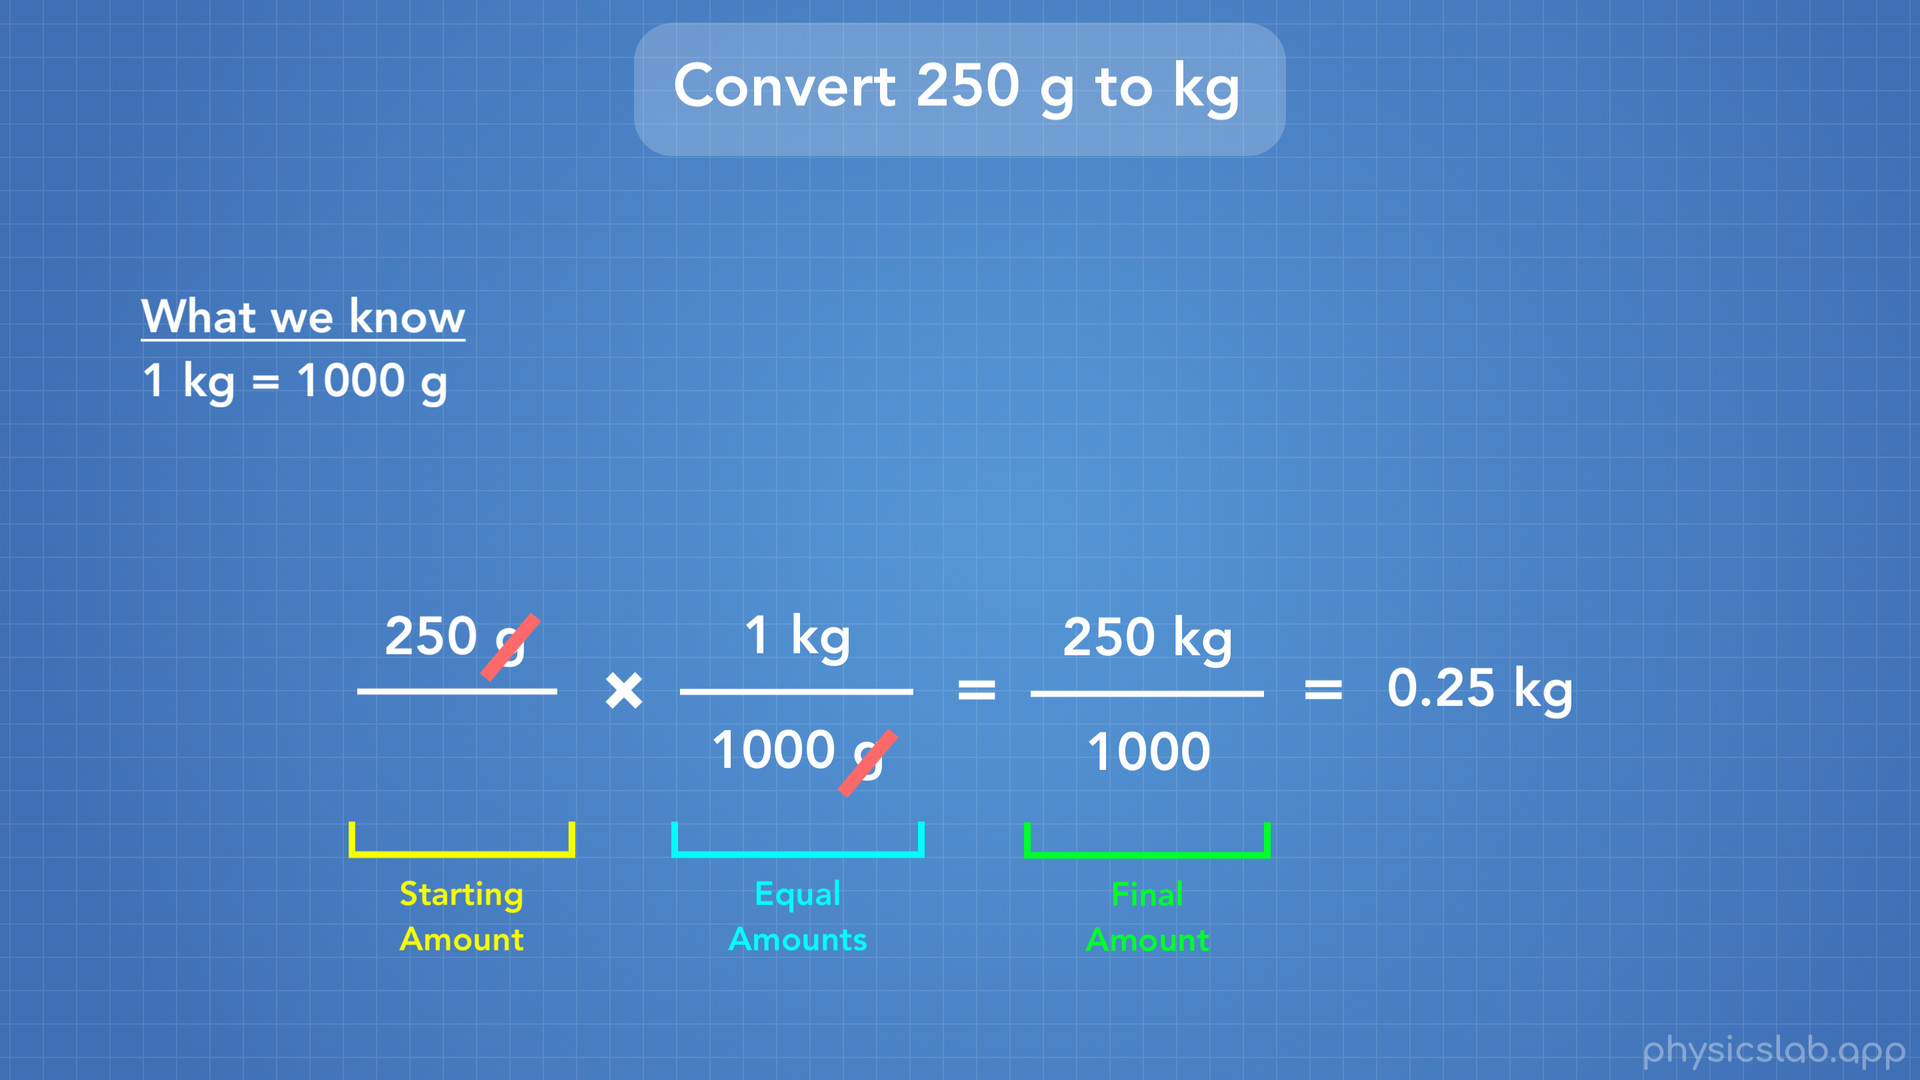 Convert 250 g to kg
What we know
1 kg = 1000 g
250 g × 1 kg = 250 kg = 0.25 kg
1000 g 1000
Starting Equal Final
Amount Amounts Amount
physicslab.app